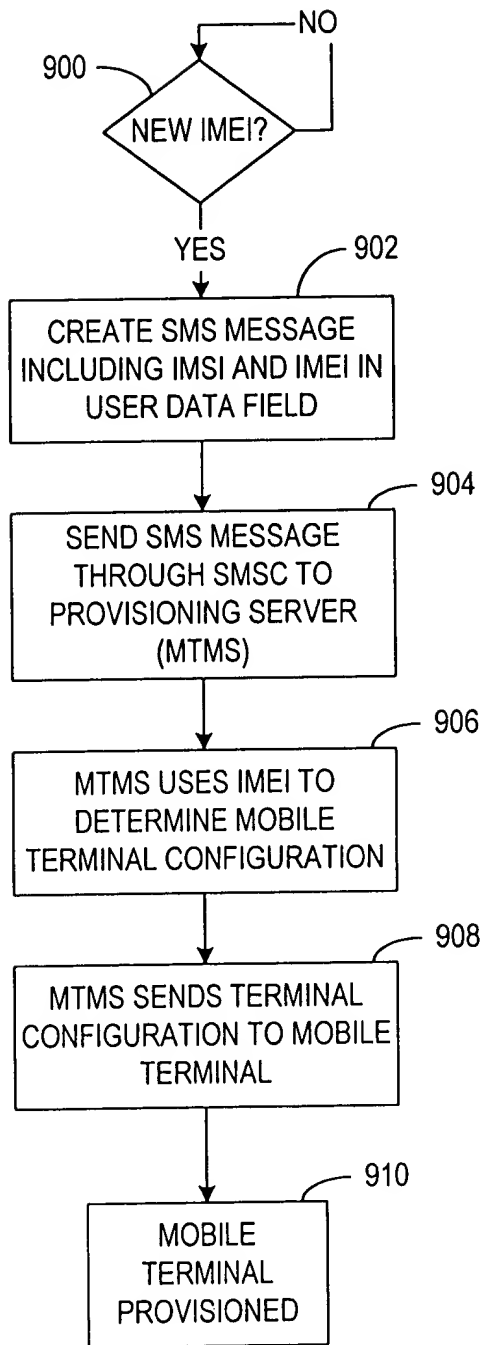 NO
900
NEW IMEI?
YES
902
CREATE SMS MESSAGE
INCLUDING IMSI AND IMEI IN
USER DATA FIELD
904
SEND SMS MESSAGE
THROUGH SMSC TO
PROVISIONING SERVER
(MTMS)
906
MTMS USES IMEI TO
DETERMINE MOBILE
TERMINAL CONFIGURATION
908
MTMS SENDS TERMINAL
CONFIGURATION TO MOBILE
TERMINAL
910
MOBILE
TERMINAL
PROVISIONED